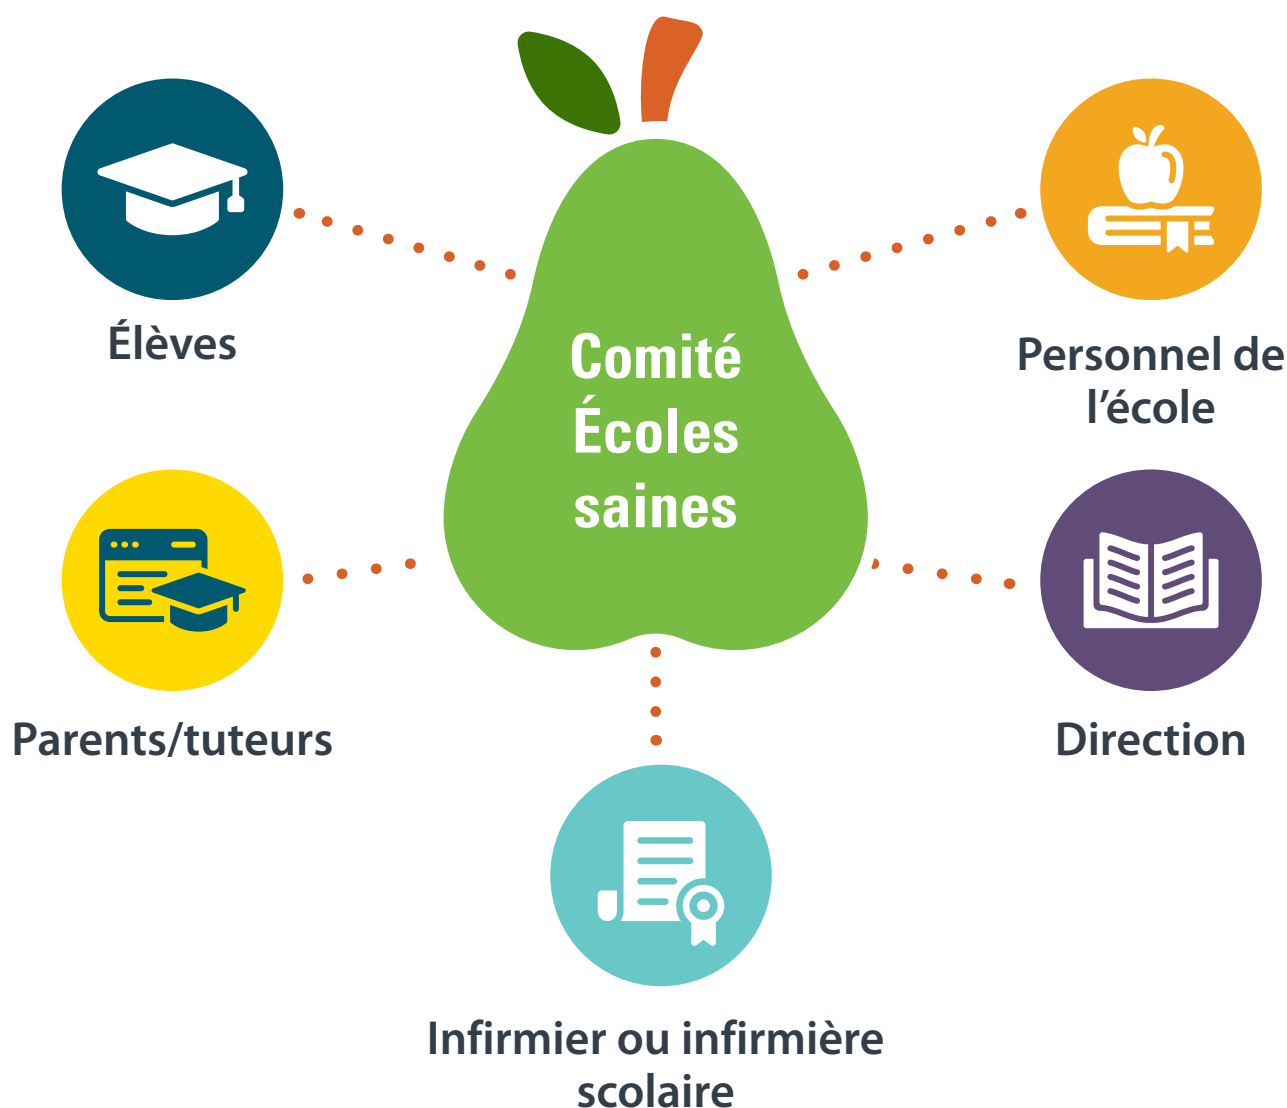 Comité
Écoles
saines
Élèves
Personnel de
l’école
Parents/tuteurs
Direction
Infirmier ou infirmière
scolaire